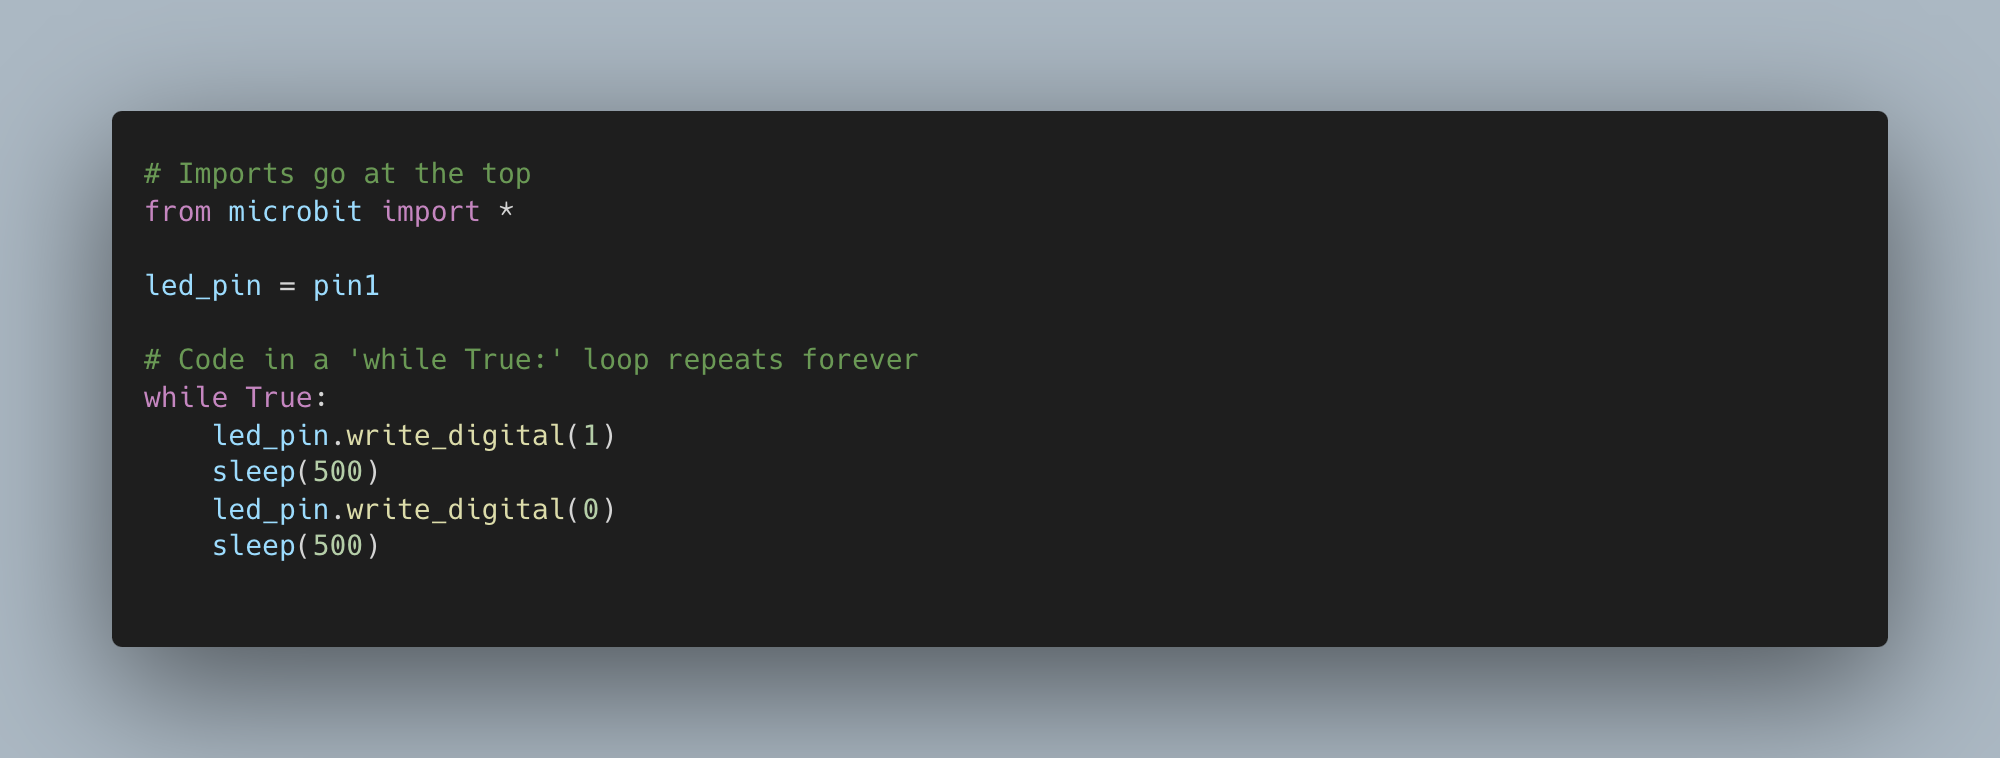 # Imports go at the top
from microbit import *
led_pin = pin1
# Code in a 'while True:' loop repeats forever
while True:
    led_pin.write_digital(1)
    sleep(500)
    led_pin.write_digital(0)
    sleep(500)